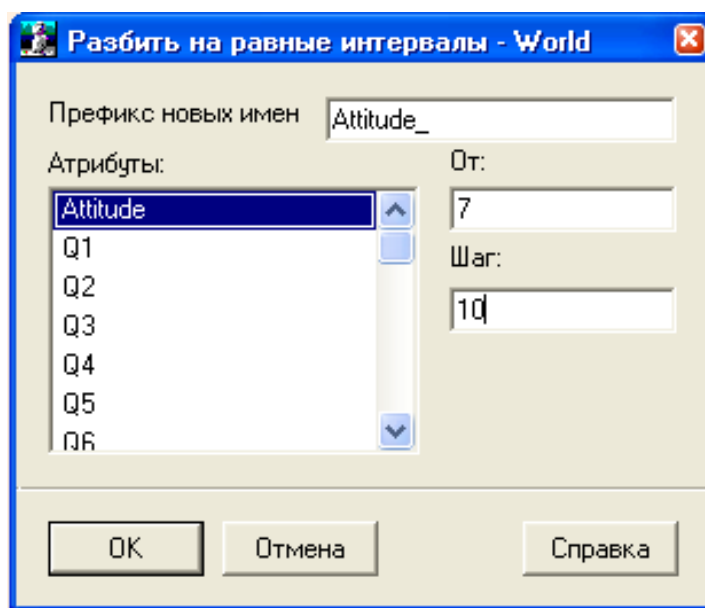 Разбить на равные интервалы - World
Префикс новых имен
Attitude_
Атрибуты:
Attitude
Q1
Q2
Q3
Q4
Q5
Q6
От:
7
Шаг:
10
OK
Отмена
Справка